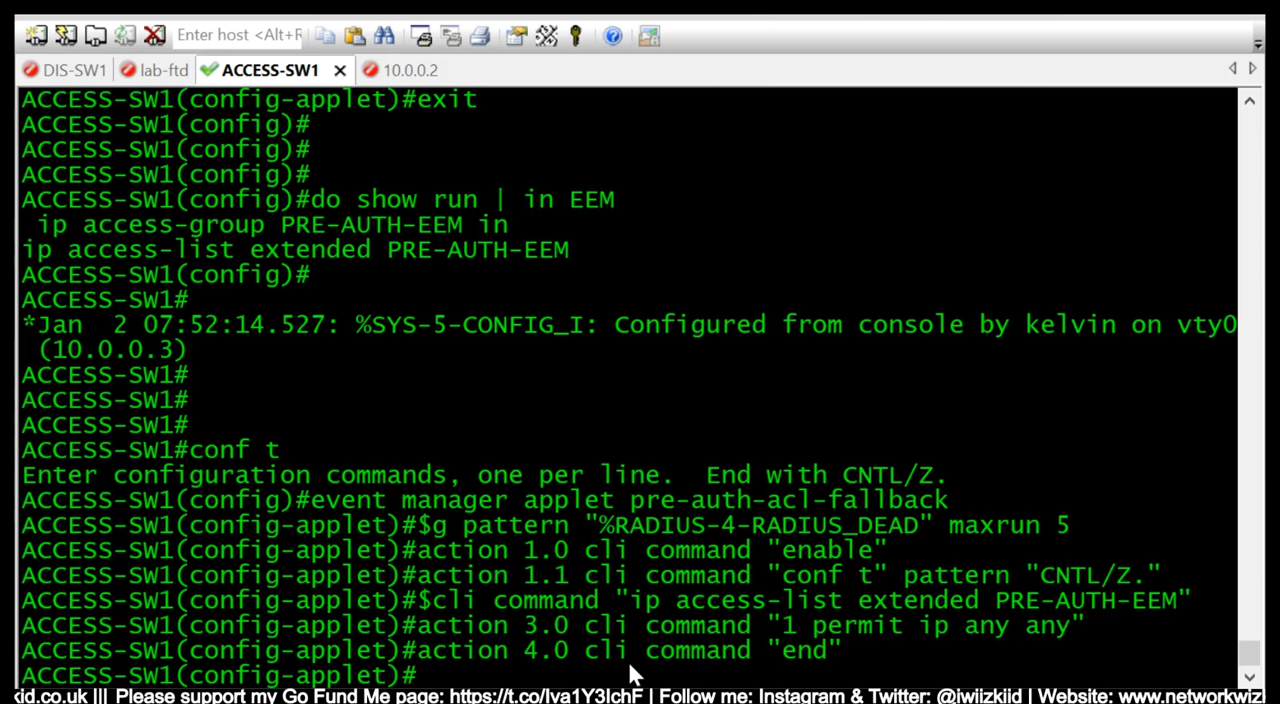 Enter host <Alt+R
DIS-SW1 lab-ftd ACCESS-SW1 10.0.0.2
ACCESS-SW1(config-applet)#exit
ACCESS-SW1(config)#
ACCESS-SW1(config)#
ACCESS-SW1(config)#
ACCESS-SW1(config)#do show run | in EEM
 ip access-group PRE-AUTH-EEM in
ip access-list extended PRE-AUTH-EEM
ACCESS-SW1(config)#
ACCESS-SW1#
*Jan  2 07:52:14.527: %SYS-5-CONFIG_I: Configured from console by kelvin on vty0
 (10.0.0.3)
ACCESS-SW1#
ACCESS-SW1#
ACCESS-SW1#
ACCESS-SW1#conf t
Enter configuration commands, one per line.  End with CNTL/Z.
ACCESS-SW1(config)#event manager applet pre-auth-acl-fallback
ACCESS-SW1(config-applet)#$g pattern "%RADIUS-4-RADIUS_DEAD" maxrun 5
ACCESS-SW1(config-applet)#action 1.0 cli command "enable"
ACCESS-SW1(config-applet)#action 1.1 cli command "conf t" pattern "CNTL/Z."
ACCESS-SW1(config-applet)#$cli command "ip access-list extended PRE-AUTH-EEM"
ACCESS-SW1(config-applet)#action 3.0 cli command "1 permit ip any any"
ACCESS-SW1(config-applet)#action 4.0 cli command "end"
ACCESS-SW1(config-applet)#
kid.co.uk ||| Please support my Go Fund Me page: https://t.co/Iva1Y3IchF | Follow me: Instagram & Twitter: @iwiizkiid | Website: www.networkwiz